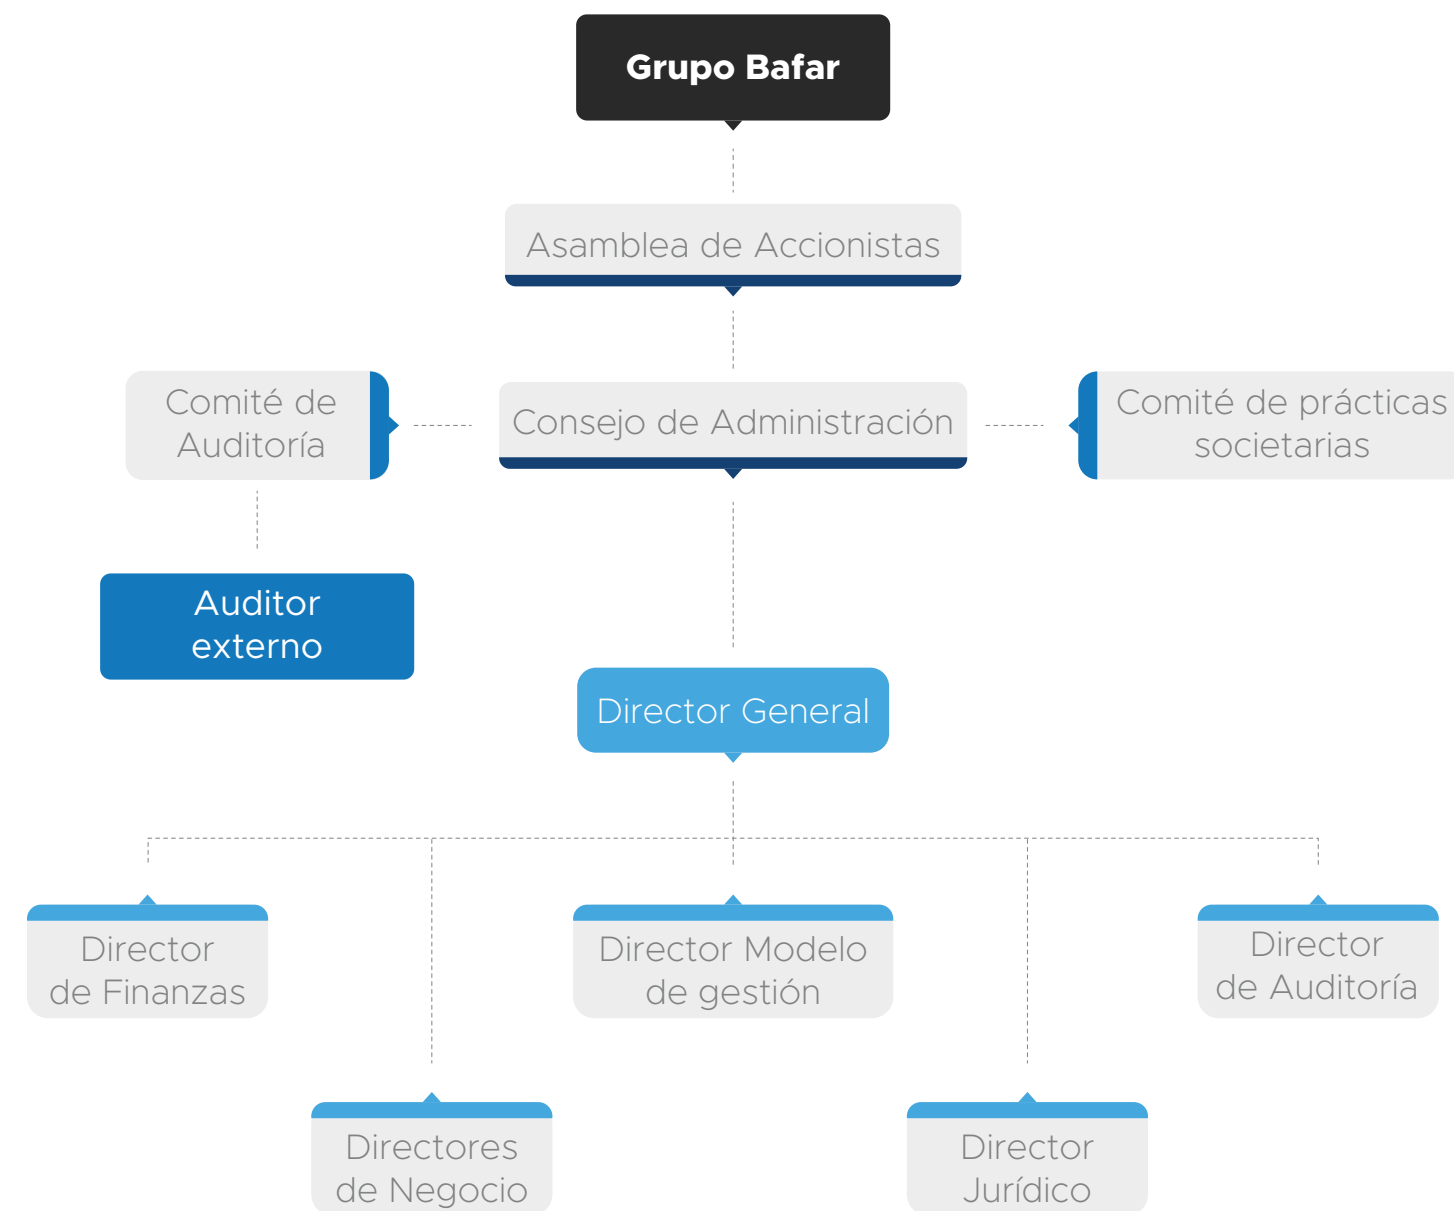 Grupo Bafar
Asamblea de Accionistas
Comité de
Auditoría
Consejo de Administración
Comité de prácticas
societarias
Auditor
externo
Director General
Director
de Finanzas
Director Modelo
de gestión
Director
de Auditoría
Directores
de Negocio
Director
Jurídico